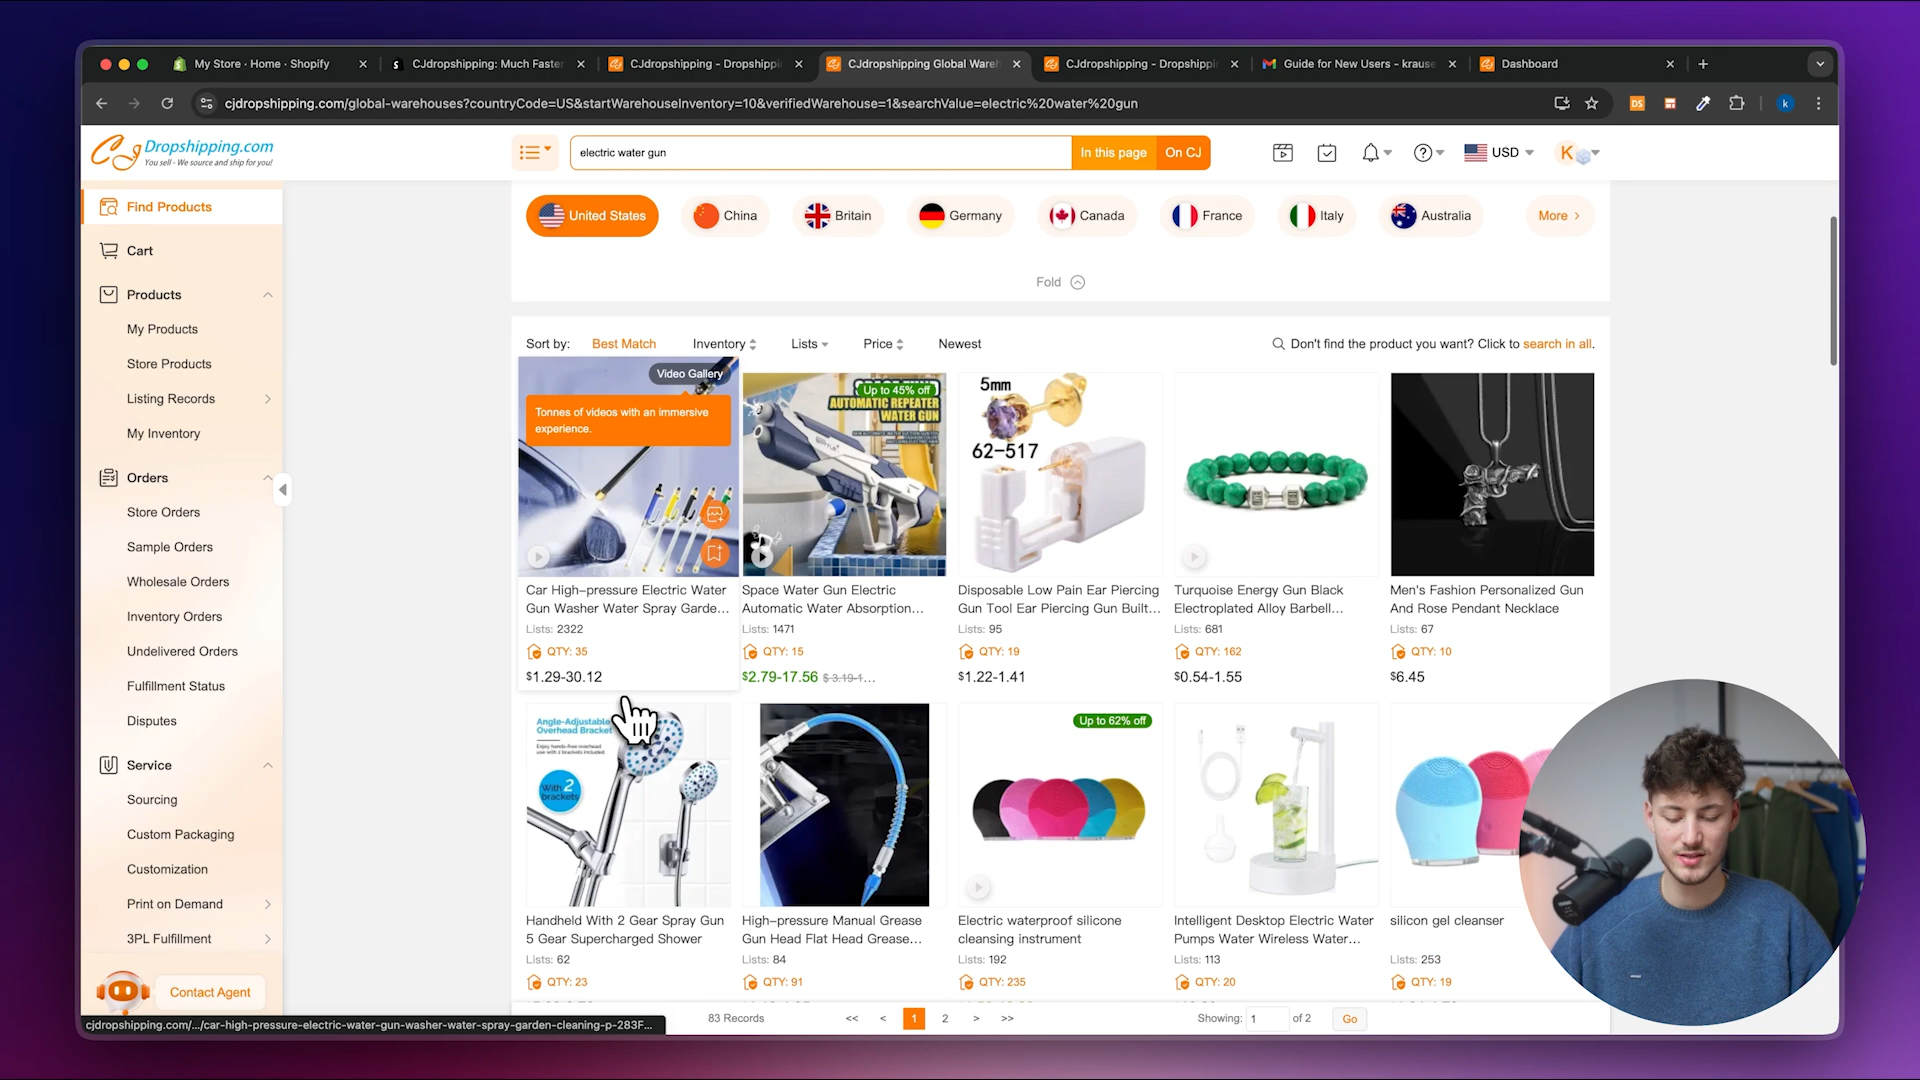 My Store · Home · Shopify
CJdropshipping: Much Faster
CJdropshipping - Dropshippi
CJdropshipping Global Wareh
CJdropshipping - Dropshippi
Guide for New Users - krause
Dashboard
cjdropshipping.com/global-warehouses?countryCode=US&startWarehouseInventory=10&verifiedWarehouse=1&searchValue=electric%20water%20gun
DS
k
CJ Dropshipping.com
You sell - We source and ship for you!
electric water gun
In this page
On CJ
USD
K
Find Products
Cart
Products
My Products
Store Products
Listing Records
My Inventory
Orders
Store Orders
Sample Orders
Wholesale Orders
Inventory Orders
Undelivered Orders
Fulfillment Status
Disputes
Service
Sourcing
Custom Packaging
Customization
Print on Demand
3PL Fulfillment
Contact Agent
United States
China
Britain
Germany
Canada
France
Italy
Australia
More >
Fold
Sort by:
Best Match
Inventory
Lists
Price
Newest
Don't find the product you want? Click to search in all.
Video Gallery
Tonnes of videos with an immersive
experience.
Car High-pressure Electric Water
Gun Washer Water Spray Garde...
Lists: 2322
QTY: 35
$1.29-30.12
Up to 45% off
AUTOMATIC REPEATER
WATER GUN
Space Water Gun Electric
Automatic Water Absorption...
Lists: 1471
QTY: 15
$2.79-17.56 $3.19-1...
5mm
62-517
Disposable Low Pain Ear Piercing
Gun Tool Ear Piercing Gun Built...
Lists: 95
QTY: 19
$1.22-1.41
Turquoise Energy Gun Black
Electroplated Alloy Barbell...
Lists: 681
QTY: 162
$0.54-1.55
Men's Fashion Personalized Gun
And Rose Pendant Necklace
Lists: 67
QTY: 10
$6.45
Angle-Adjustable
Overhead Bracket
Enjoy hands-free overhead
use with 2 brackets included
With 2
brackets
Handheld With 2 Gear Spray Gun
5 Gear Supercharged Shower
Lists: 62
QTY: 23
High-pressure Manual Grease
Gun Head Flat Head Grease...
Lists: 84
QTY: 91
Up to 62% off
Electric waterproof silicone
cleansing instrument
Lists: 192
QTY: 235
Intelligent Desktop Electric Water
Pumps Water Wireless Water...
Lists: 113
QTY: 20
silicon gel cleanser
Lists: 253
QTY: 19
83 Records
<<
<
1
2
>
>>
Showing:
1
of 2
Go
cjdropshipping.com/.../car-high-pressure-electric-water-gun-washer-water-spray-garden-cleaning-p-283F...